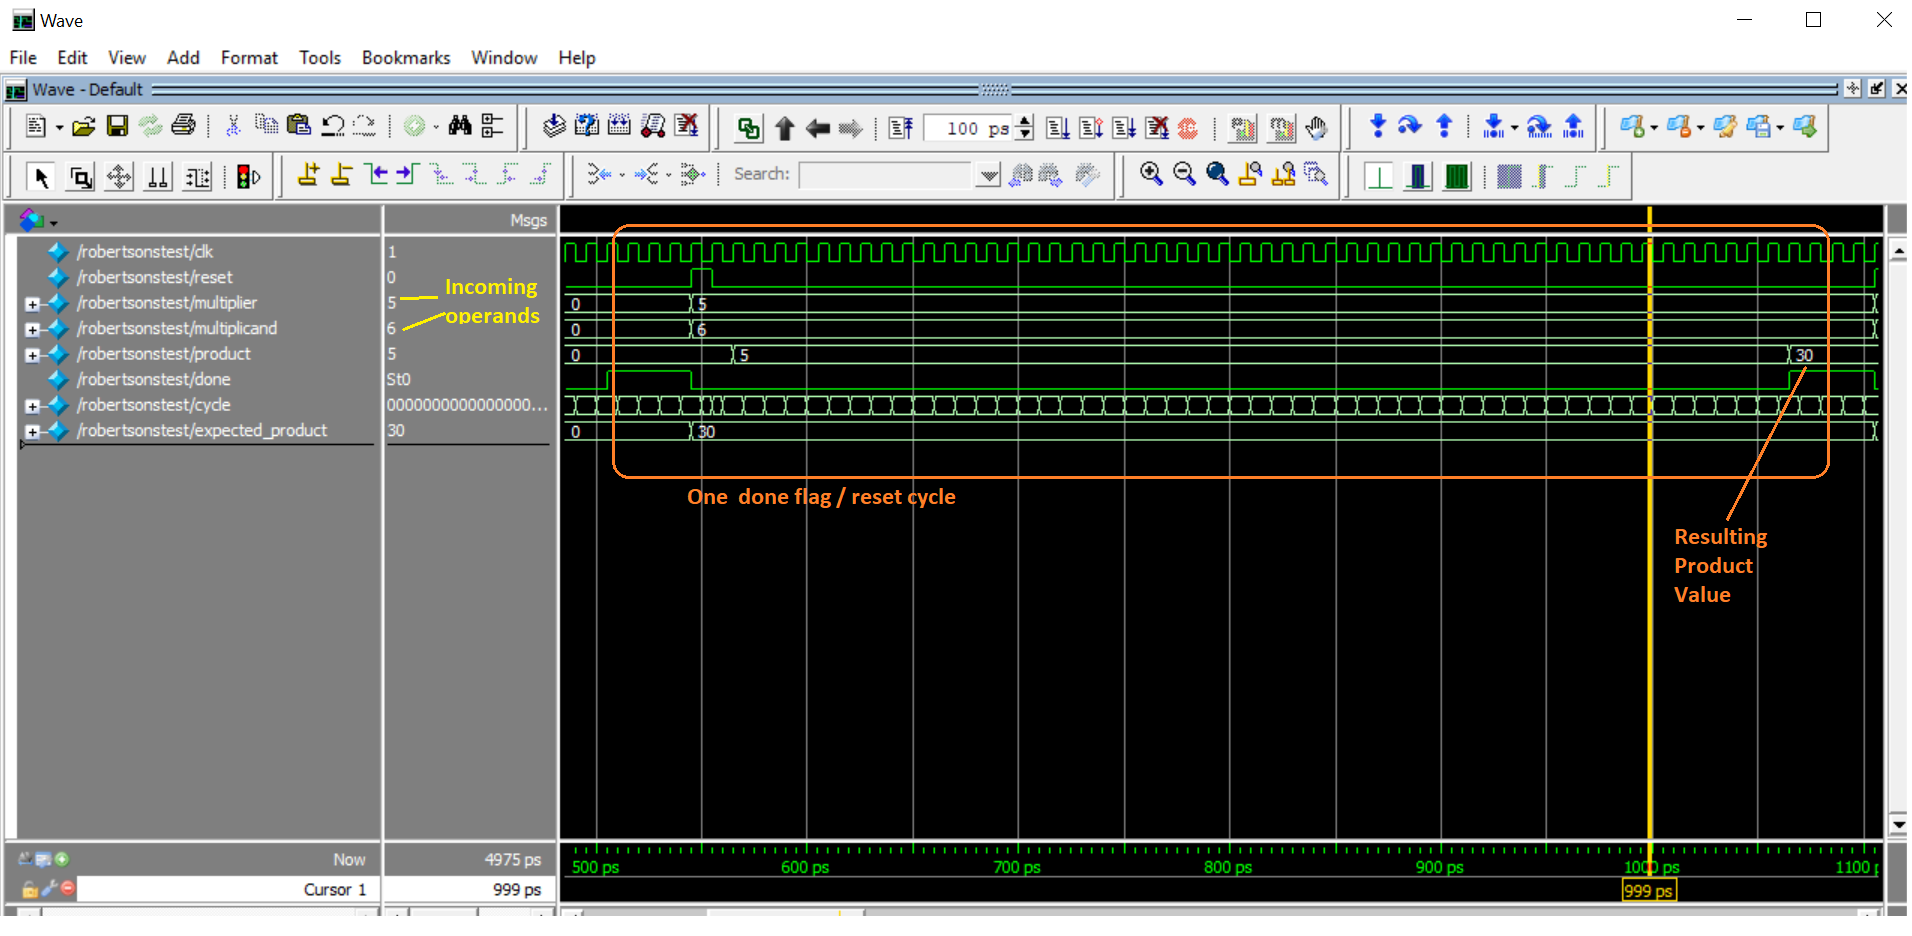 Wave
File Edit View Add Format Tools Bookmarks Window Help
Wave - Default
100 ps
Search:
Msgs
/robertsonstest/clk 1
/robertsonstest/reset 0
/robertsonstest/multiplier 5 0 5
/robertsonstest/multiplicand 6 0 6
/robertsonstest/product 5 0 5 30
/robertsonstest/done St0
/robertsonstest/cycle 0000000000000000...
/robertsonstest/expected_product 30 0 30
Incoming
operands
One done flag / reset cycle
Resulting
Product
Value
Now 4975 ps
500 ps 600 ps 700 ps 800 ps 900 ps 1000 ps 1100 p
Cursor 1 999 ps
999 ps